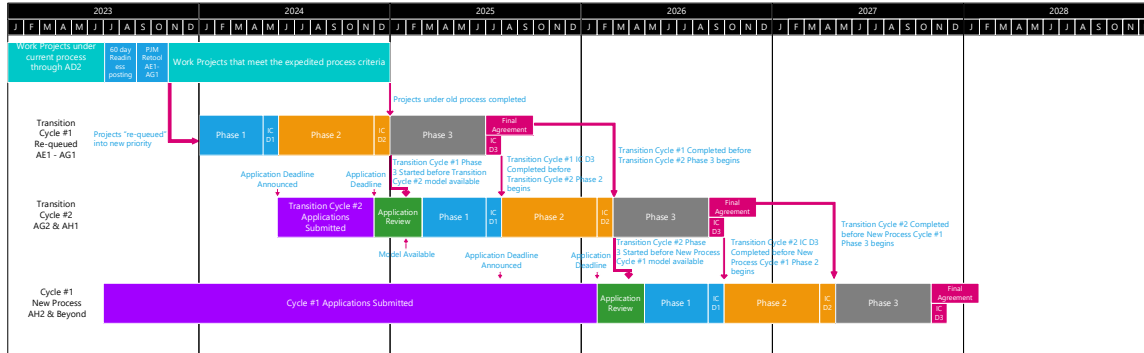 2023 2024 2025 2026 2027 2028
J F M A M J J A S O N D J F M A M J J A S O N D J F M A M J J A S O N D J F M A M J J A S O N D J F M A M J J A S O N D J F M A M J J A S O N
Work Projects under
current process
through AD2
60 day
Readin
ess
posting
PJM
Retool
AE1-
AG1
Work Projects that meet the expedited process criteria
Projects under old process completed
Transition
Cycle #1
Re-queued
AE1 - AG1
Projects "re-queued"
into new priority
Phase 1
IC
D1
Phase 2
IC
D2
Phase 3
Final
Agreement
IC
D3
Transition Cycle #1 Phase
3 Started before Transition
Cycle #2 model available
Transition Cycle #1 IC D3
Completed before
Transition Cycle #2 Phase 2
begins
Transition Cycle #1 Completed before
Transition Cycle #2 Phase 3 begins
Application Deadline
Announced
Application
Deadline
Transition
Cycle #2
AG2 & AH1
Transition Cycle #2
Applications
Submitted
Application
Review
Phase 1
IC
D1
Phase 2
IC
D2
Phase 3
Final
Agreement
IC
D3
Transition Cycle #2 Completed
before New Process Cycle #1
Phase 3 begins
Model Available
Application Deadline
Announced
Application
Deadline
Transition Cycle #2 Phase
3 Started before New Process
Cycle #1 model available
Transition Cycle #2 IC D3
Completed before New
Process Cycle #1 Phase 2
begins
Cycle #1
New Process
AH2 & Beyond
Cycle #1 Applications Submitted
Application
Review
Phase 1
IC
D1
Phase 2
IC
D2
Phase 3
Final
Agreement
IC
D3